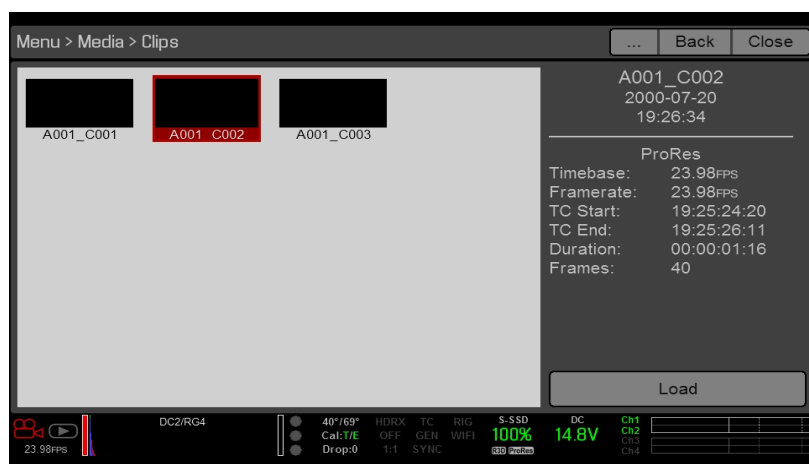 Menu > Media > Clips
... Back Close
A001_C001
A001_C002
A001_C003
A001_C002
2000-07-20
19:26:34
ProRes
Timebase: 23.98FPS
Framerate: 23.98FPS
TC Start: 19:25:24:20
TC End: 19:25:26:11
Duration: 00:00:01:16
Frames: 40
Load
23.98FPS
DC2/RG4
40°/69°
Cal:T/E
Drop:0
HDRX TC RIG
OFF GEN WIFI
1:1 SYNC
S-SSD
100%
R3D ProRes
DC
14.8V
Ch1
Ch2
Ch3
Ch4